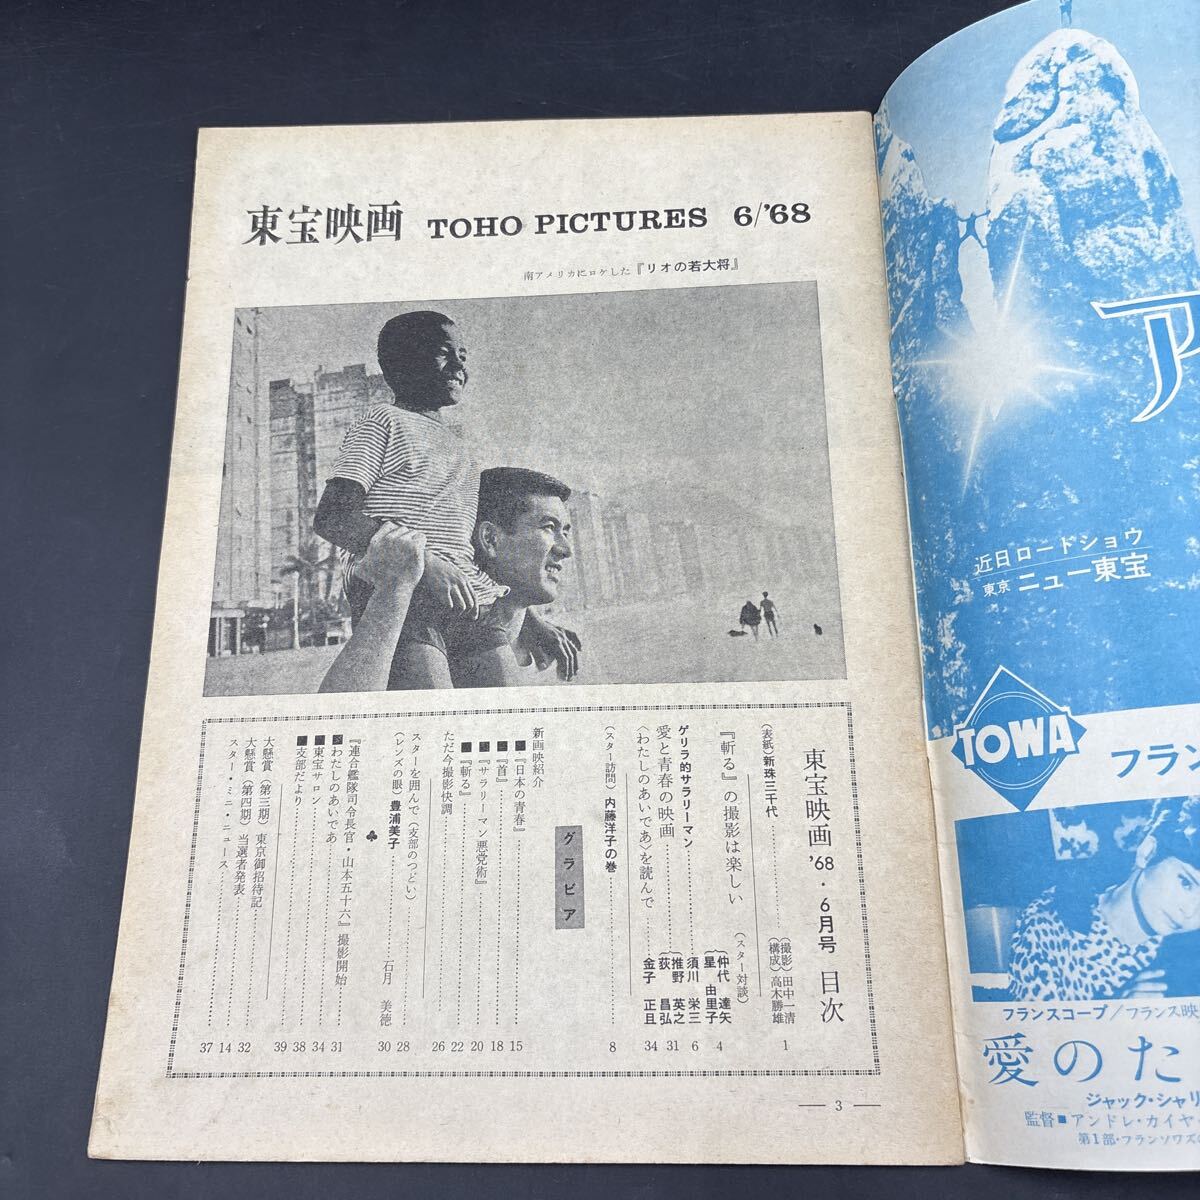 東宝映画 TOHO PICTURES 6/'68
南アメリカにロケした『リオの若大将』
東宝映画 '68・6月号 目次
(表紙) 新珠三千代 (撮影) 田中一清 (構成) 高木勝雄 1
『斬る』の撮影は楽しい (スター対談) 仲代達矢 星由里子 4
ゲリラ的サラリーマン 須川栄三 6
愛と青春の映画 椎野英之 荻昌弘 31
〈わたしのあいであ〉を読んで 金子正且 34
(スター訪問) 内藤洋子の巻 8
グラビア
新画映紹介
『日本の青春』 15
『首』 18
『サラリーマン悪党術』 20
『斬る』 22
ただ今撮影快調 26
スターを囲んで (支部のつどい) 28
(レンズの眼) 豊浦美子 石月美徳 30
♣
『連合艦隊司令長官・山本五十六』撮影開始
わたしのあいであ 31
東宝サロン 34
支部だより 38
大懸賞 (第三期) 東京御招待記 39
大懸賞 (第四期) 当選者発表 32
スター・ミニ・ニュース 14
37
— 3 —
ア
近日ロードショウ
東京 ニュー東宝
TOWA
フラン
フランスコープ/フランス映
愛のた
ジャック・シャリ
監督■アンドレ・カイヤ
第1部・フランソワズの